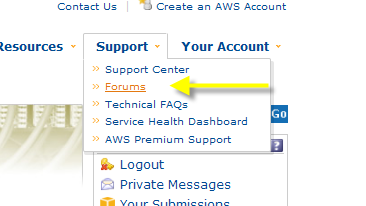 Contact Us | Create an AWS Account
Resources Support Your Account
Support Center
Forums
Technical FAQs
Service Health Dashboard
AWS Premium Support
Go
?
Logout
Private Messages
Your Submissions